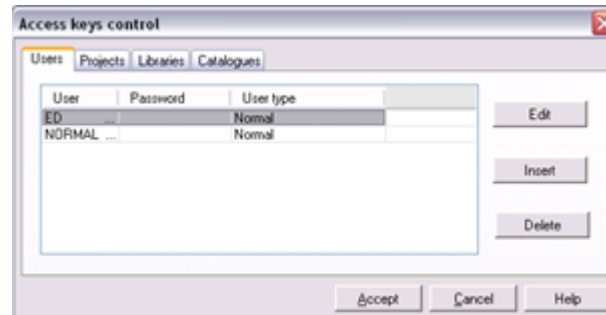 Access keys control
Users Projects Libraries Catalogues
User Password User type
ED ... Normal
NORMAL ... Normal
Edit
Insert
Delete
Accept Cancel Help